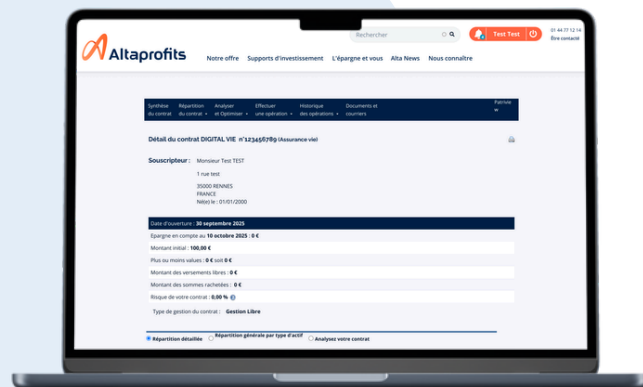 Altaprofits
Rechercher
Test Test
01 44 77 12 14
Être contacté
Notre offre Supports d'investissement L'épargne et vous Alta News Nous connaître
Synthèse du contrat
Répartition du contrat
Analyser et Optimiser
Effectuer une opération
Historique des opérations
Documents et courriers
Patrivie w
Détail du contrat DIGITAL VIE n°123456789 (Assurance vie)
Souscripteur : Monsieur Test TEST
1 rue test
35000 RENNES
FRANCE
Né(e) le : 01/01/2000
Date d'ouverture : 30 septembre 2025
Epargne en compte au 10 octobre 2025 : 0 €
Montant initial : 100,00 €
Plus ou moins values : 0 € soit 0 €
Montant des versements libres : 0 €
Montant des sommes rachetées : 0 €
Risque de votre contrat : 0,00 %
Type de gestion du contrat : Gestion Libre
Répartition détaillée Répartition générale par type d'actif Analysez votre contrat